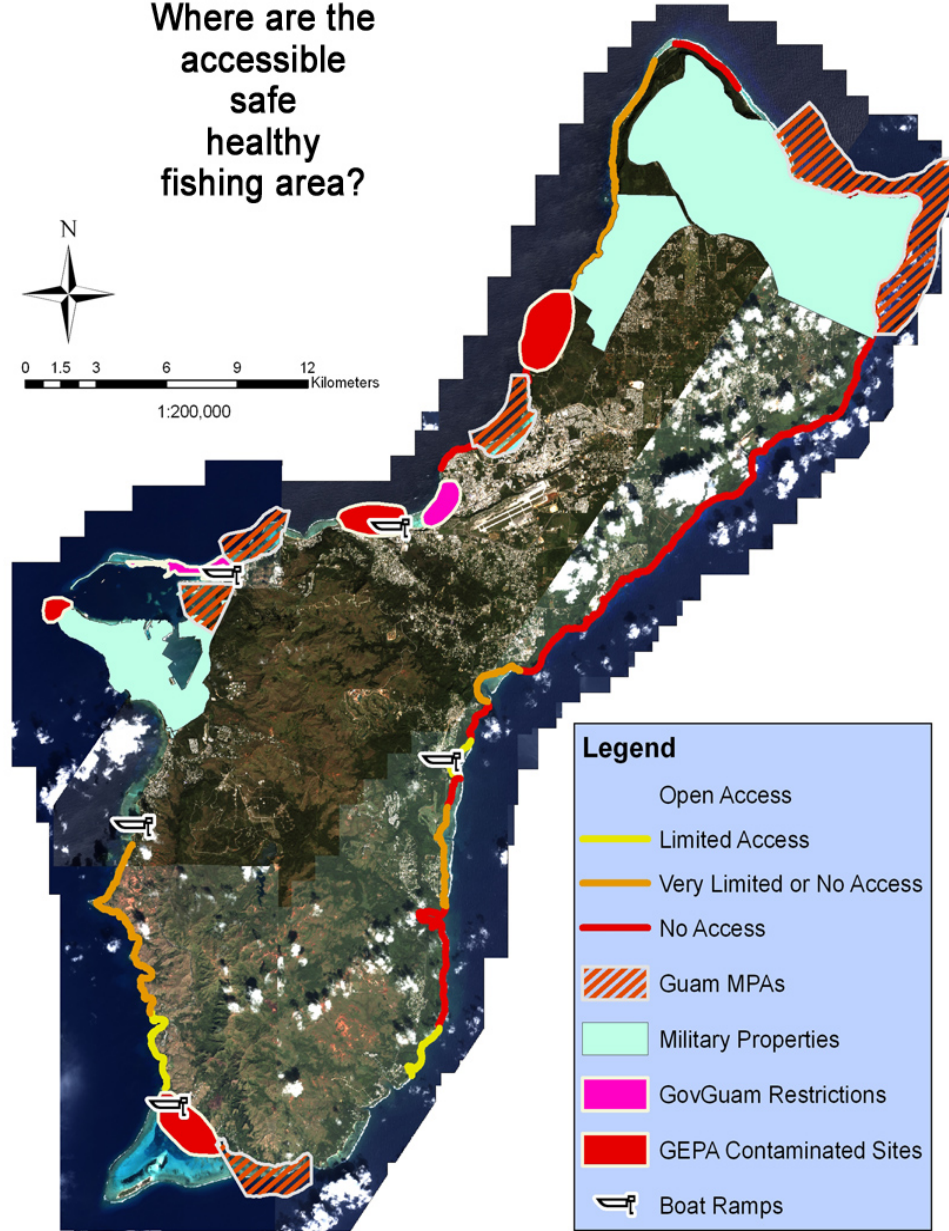 Where are the
accessible
safe
healthy
fishing area?
N
0 1.5 3 6 9 12
Kilometers
1:200,000
Legend
Open Access
Limited Access
Very Limited or No Access
No Access
Guam MPAs
Military Properties
GovGuam Restrictions
GEPA Contaminated Sites
Boat Ramps